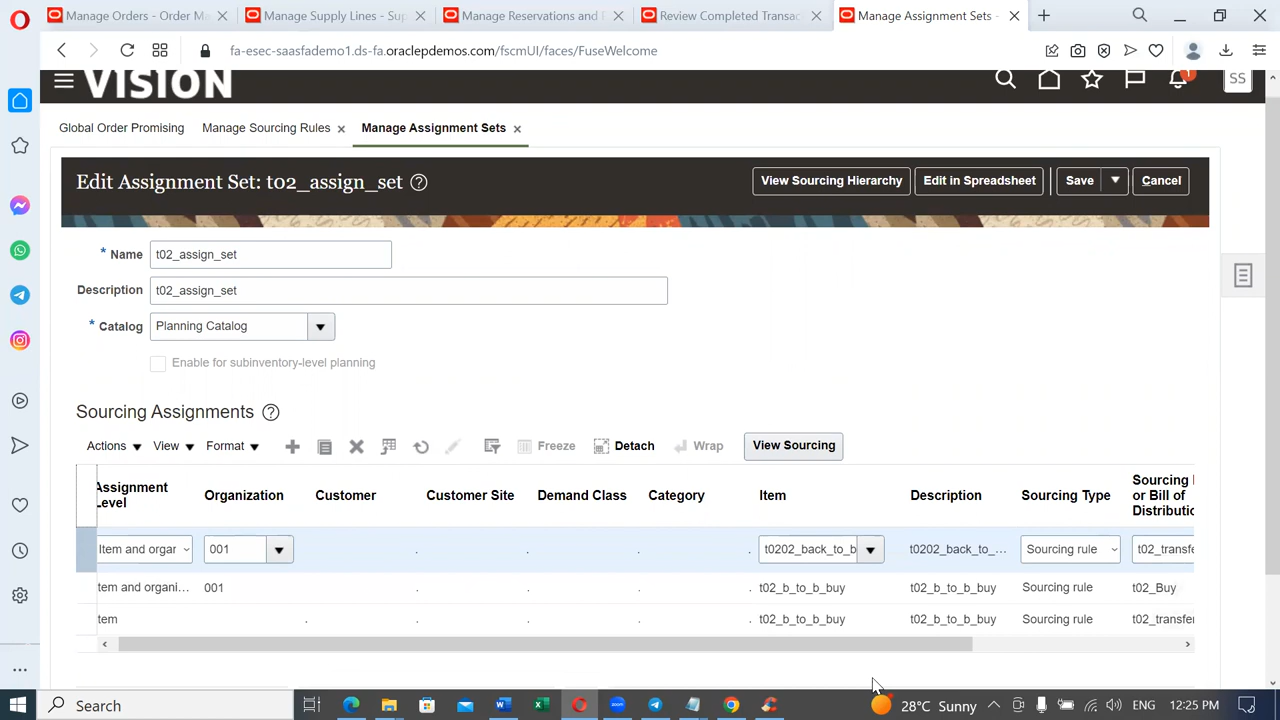 Manage Orders - Order M
Manage Supply Lines - Sup
Manage Reservations and
Review Completed Transac
Manage Assignment Sets -
fa-esec-saasfademo1.ds-fa.oraclepdemos.com/fscmUI/faces/FuseWelcome
VISION
SS
Global Order Promising
Manage Sourcing Rules
Manage Assignment Sets
Edit Assignment Set: t02_assign_set
View Sourcing Hierarchy
Edit in Spreadsheet
Save
Cancel
* Name t02_assign_set
Description t02_assign_set
* Catalog Planning Catalog
Enable for subinventory-level planning
Sourcing Assignments
Actions View Format Freeze Detach Wrap View Sourcing
Assignment Level Organization Customer Customer Site Demand Class Category Item Description Sourcing Type Sourcing or Bill of Distributio
Item and orgar 001 t0202_back_to_b t0202_back_to_... Sourcing rule t02_transfe
tem and organi... 001 t02_b_to_b_buy t02_b_to_b_buy Sourcing rule t02_Buy
tem t02_b_to_b_buy t02_b_to_b_buy Sourcing rule t02_transfer
Search
28°C Sunny
ENG
12:25 PM